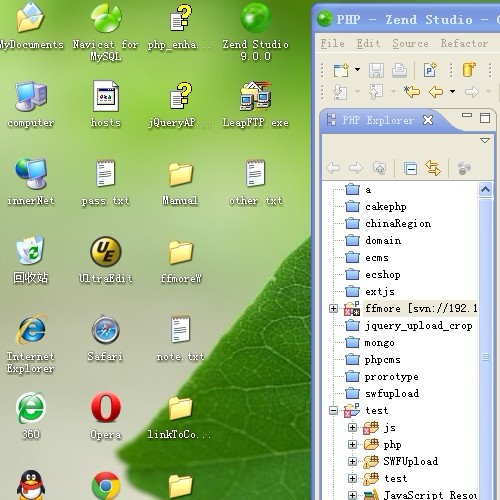 MyDocuments
Navicat for MySQL
php_enha...
Zend Studio 9.0.0
computer
hosts
jQueryAP...
LeapFTP.exe
innerNet
pass.txt
Manual
other.txt
回收站
UltraEdit
ffmoreW
Internet Explorer
Safari
note.txt
360
Opera
linkToCo...
PHP - Zend Studio - C
File Edit Source Refactor
PHP Explorer
a
cakephp
chinaRegion
domain
ecms
ecshop
extjs
ffmore [svn://192.1
jquery_upload_crop
mongo
phpcms
prorotype
swfupload
test
js
php
SWFUpload
test
JavaScript Resou